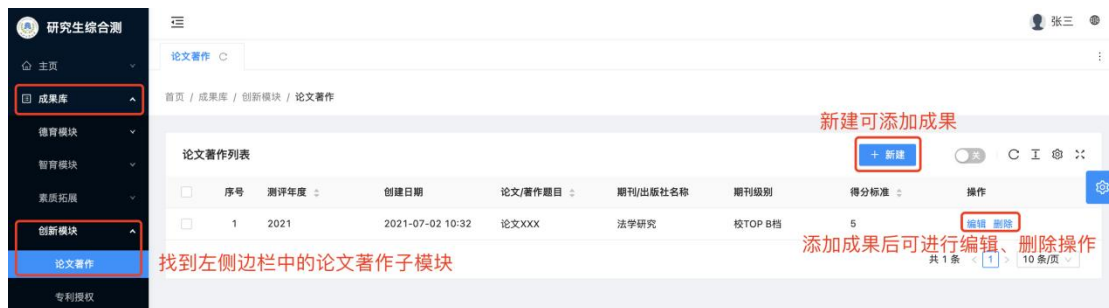 研究生综合测
张三
主页
论文著作
成果库
首页 / 成果库 / 创新模块 / 论文著作
新建可添加成果
德育模块
论文著作列表
+ 新建
关
智育模块
序号 测评年度 创建日期 论文/著作题目 期刊/出版社名称 期刊级别 得分标准 操作
素质拓展
1 2021 2021-07-02 10:32 论文XXX 法学研究 校TOP B档 5 编辑 删除
创新模块
添加成果后可进行编辑、删除操作
论文著作
找到左侧边栏中的论文著作子模块
共 1 条 < 1 > 10 条/页
专利授权